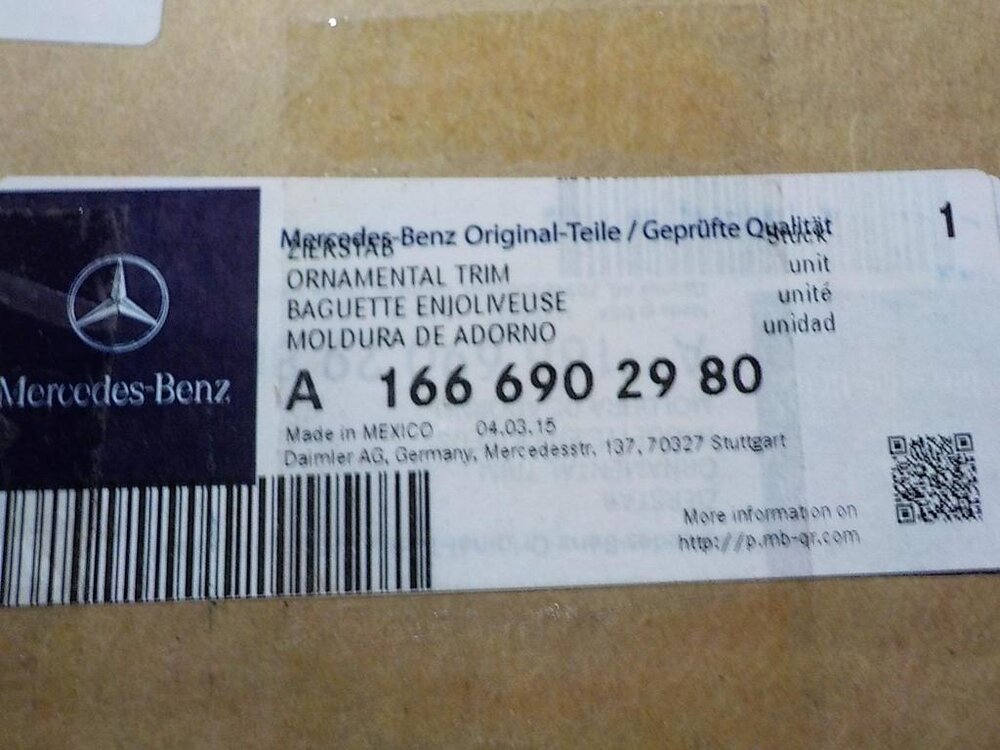 Mercedes-Benz
Mercedes-Benz Original-Teile / Geprüfte Qualität
1
ZIERSTAB Stück
ORNAMENTAL TRIM unit
BAGUETTE ENJOLIVEUSE unité
MOLDURA DE ADORNO unidad
A 166 690 29 80
Made in MEXICO 04.03.15
Daimler AG, Germany, Mercedesstr. 137, 70327 Stuttgart
More information on
http://p.mb-qr.com